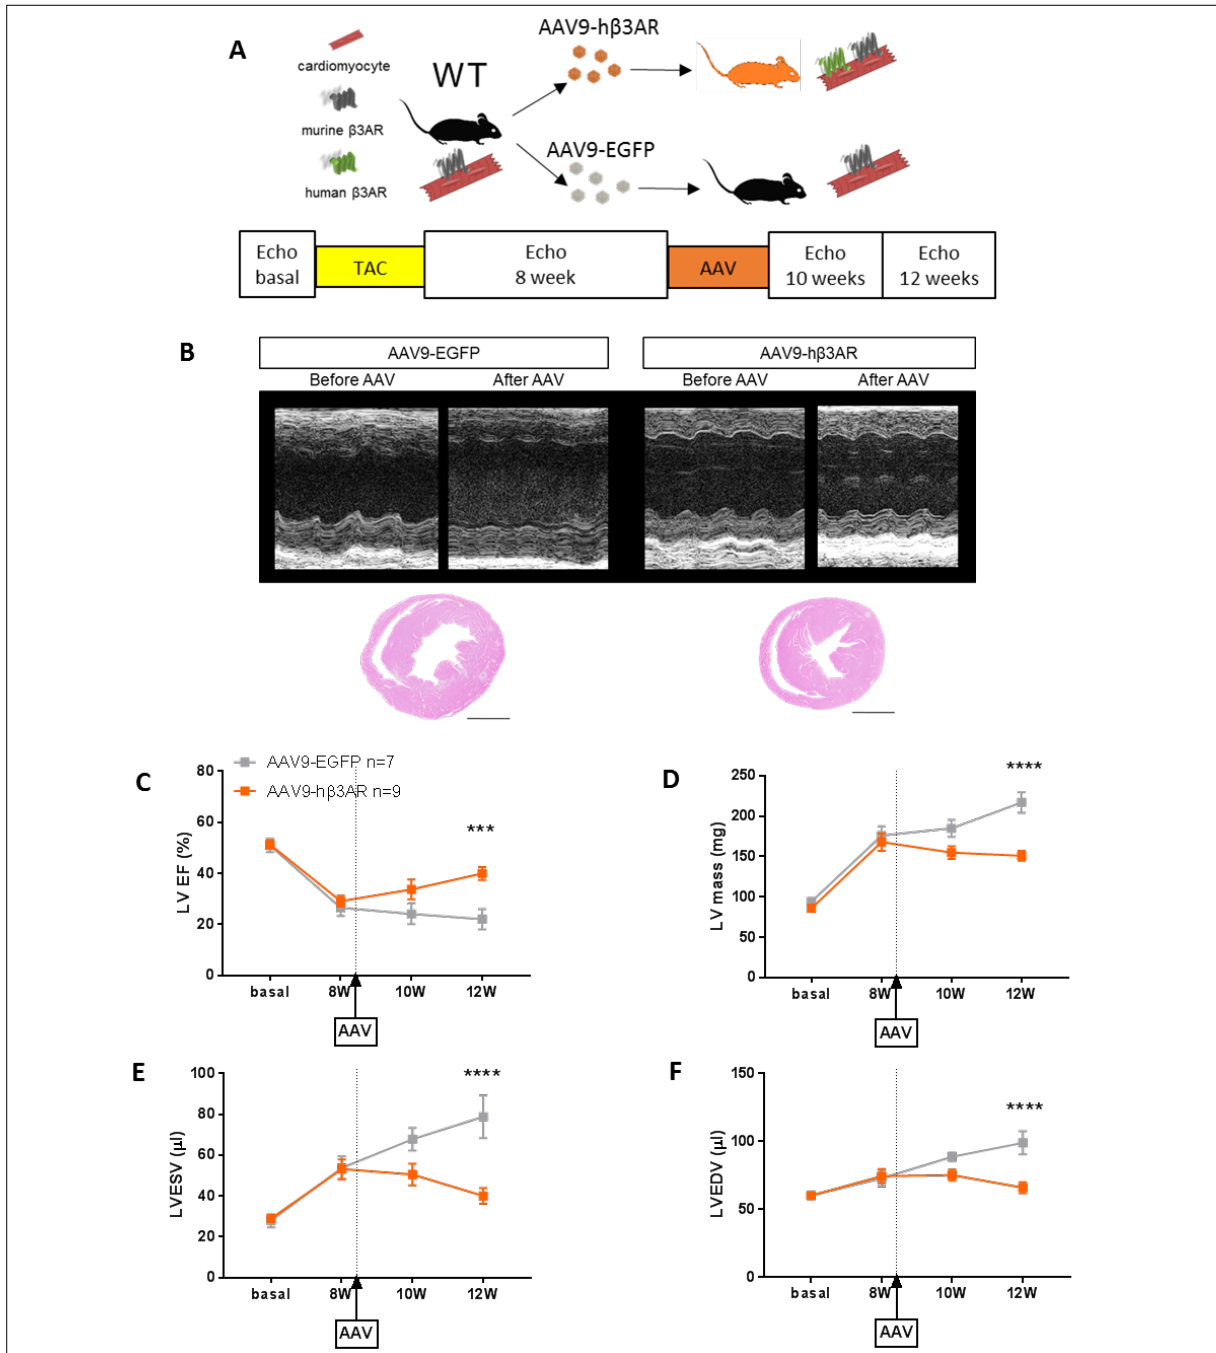 A
cardiomyocyte
murine β3AR
human β3AR
WT
AAV9-hβ3AR
AAV9-EGFP
Echo
basal
TAC
Echo
8 week
AAV
Echo
10 weeks
Echo
12 weeks
B
AAV9-EGFP
AAV9-hβ3AR
Before AAV
After AAV
Before AAV
After AAV
C
AAV9-EGFP n=7
AAV9-hβ3AR n=9
LV EF (%)
80
60
40
20
0
***
basal
8W
10W
12W
AAV
D
LV mass (mg)
250
200
150
100
50
0
****
basal
8W
10W
12W
AAV
E
LVESV (µl)
100
80
60
40
20
0
****
basal
8W
10W
12W
AAV
F
LVEDV (µl)
150
100
50
0
****
basal
8W
10W
12W
AAV